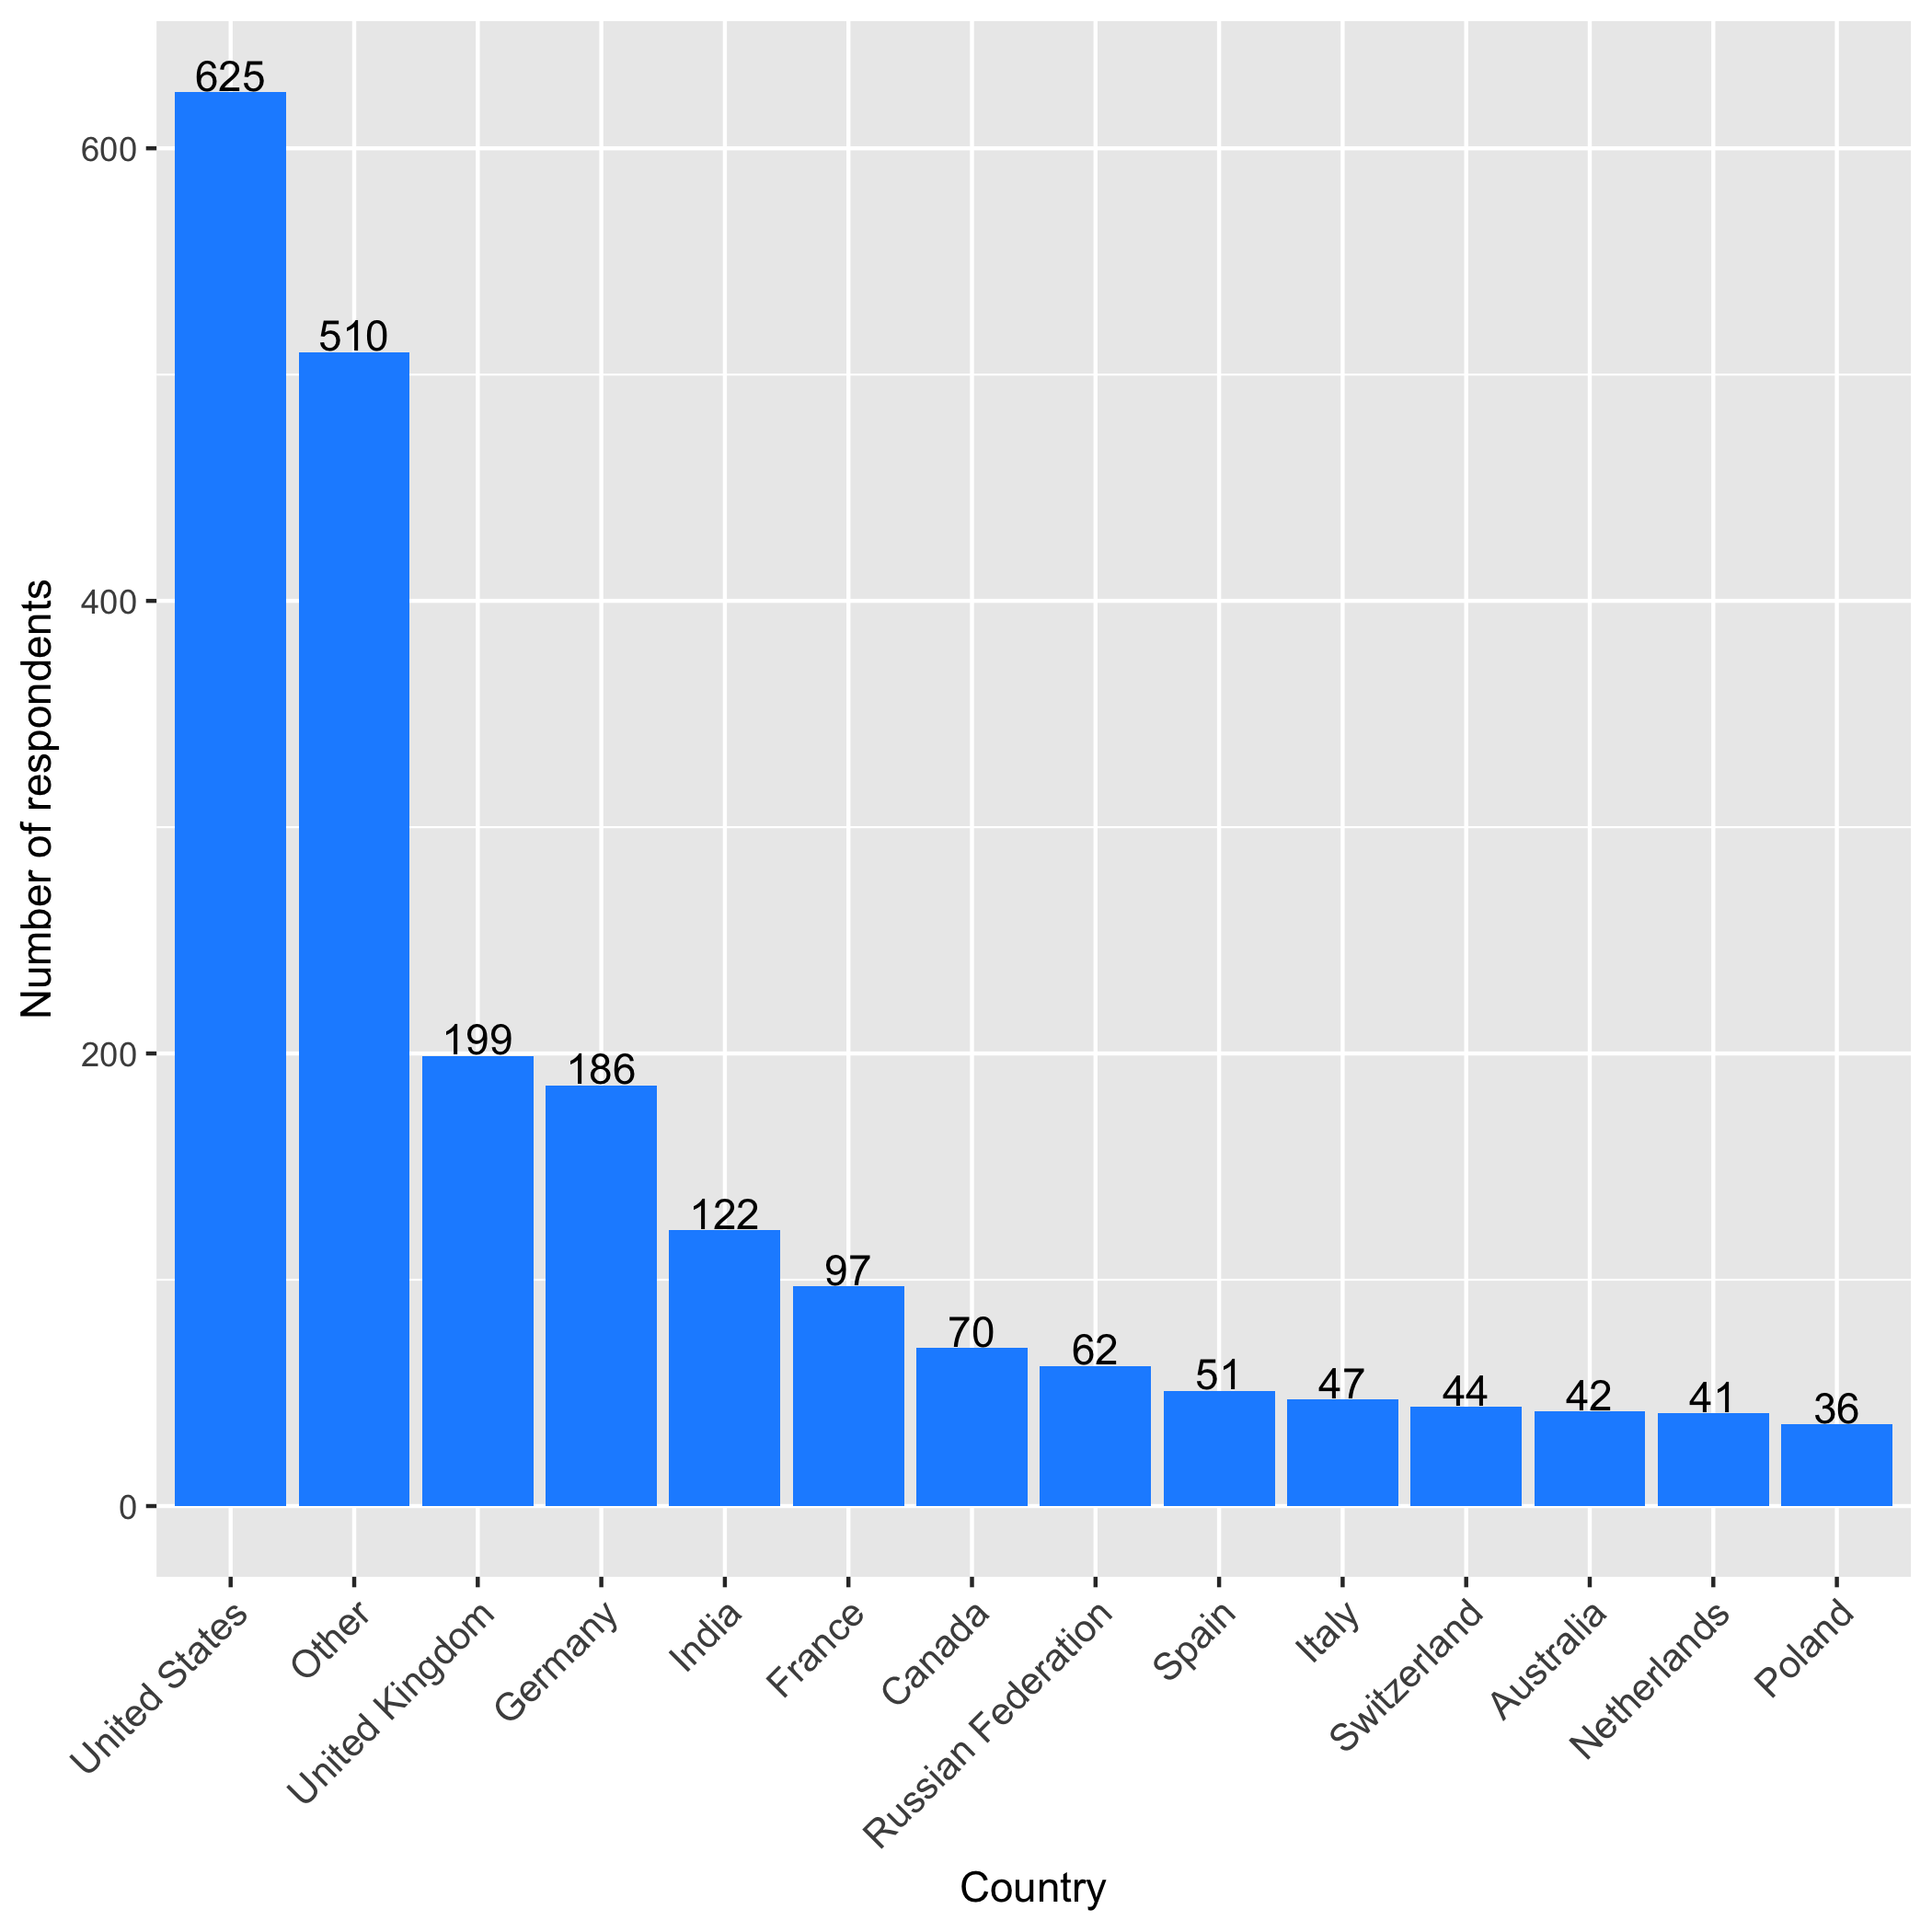 625
600
510
400
199
200
186
122
97
70
62
51
47
44
42
41
36
0
Number of respondents
United States
Other
United Kingdom
Germany
India
France
Canada
Russian Federation
Spain
Italy
Switzerland
Australia
Netherlands
Poland
Country